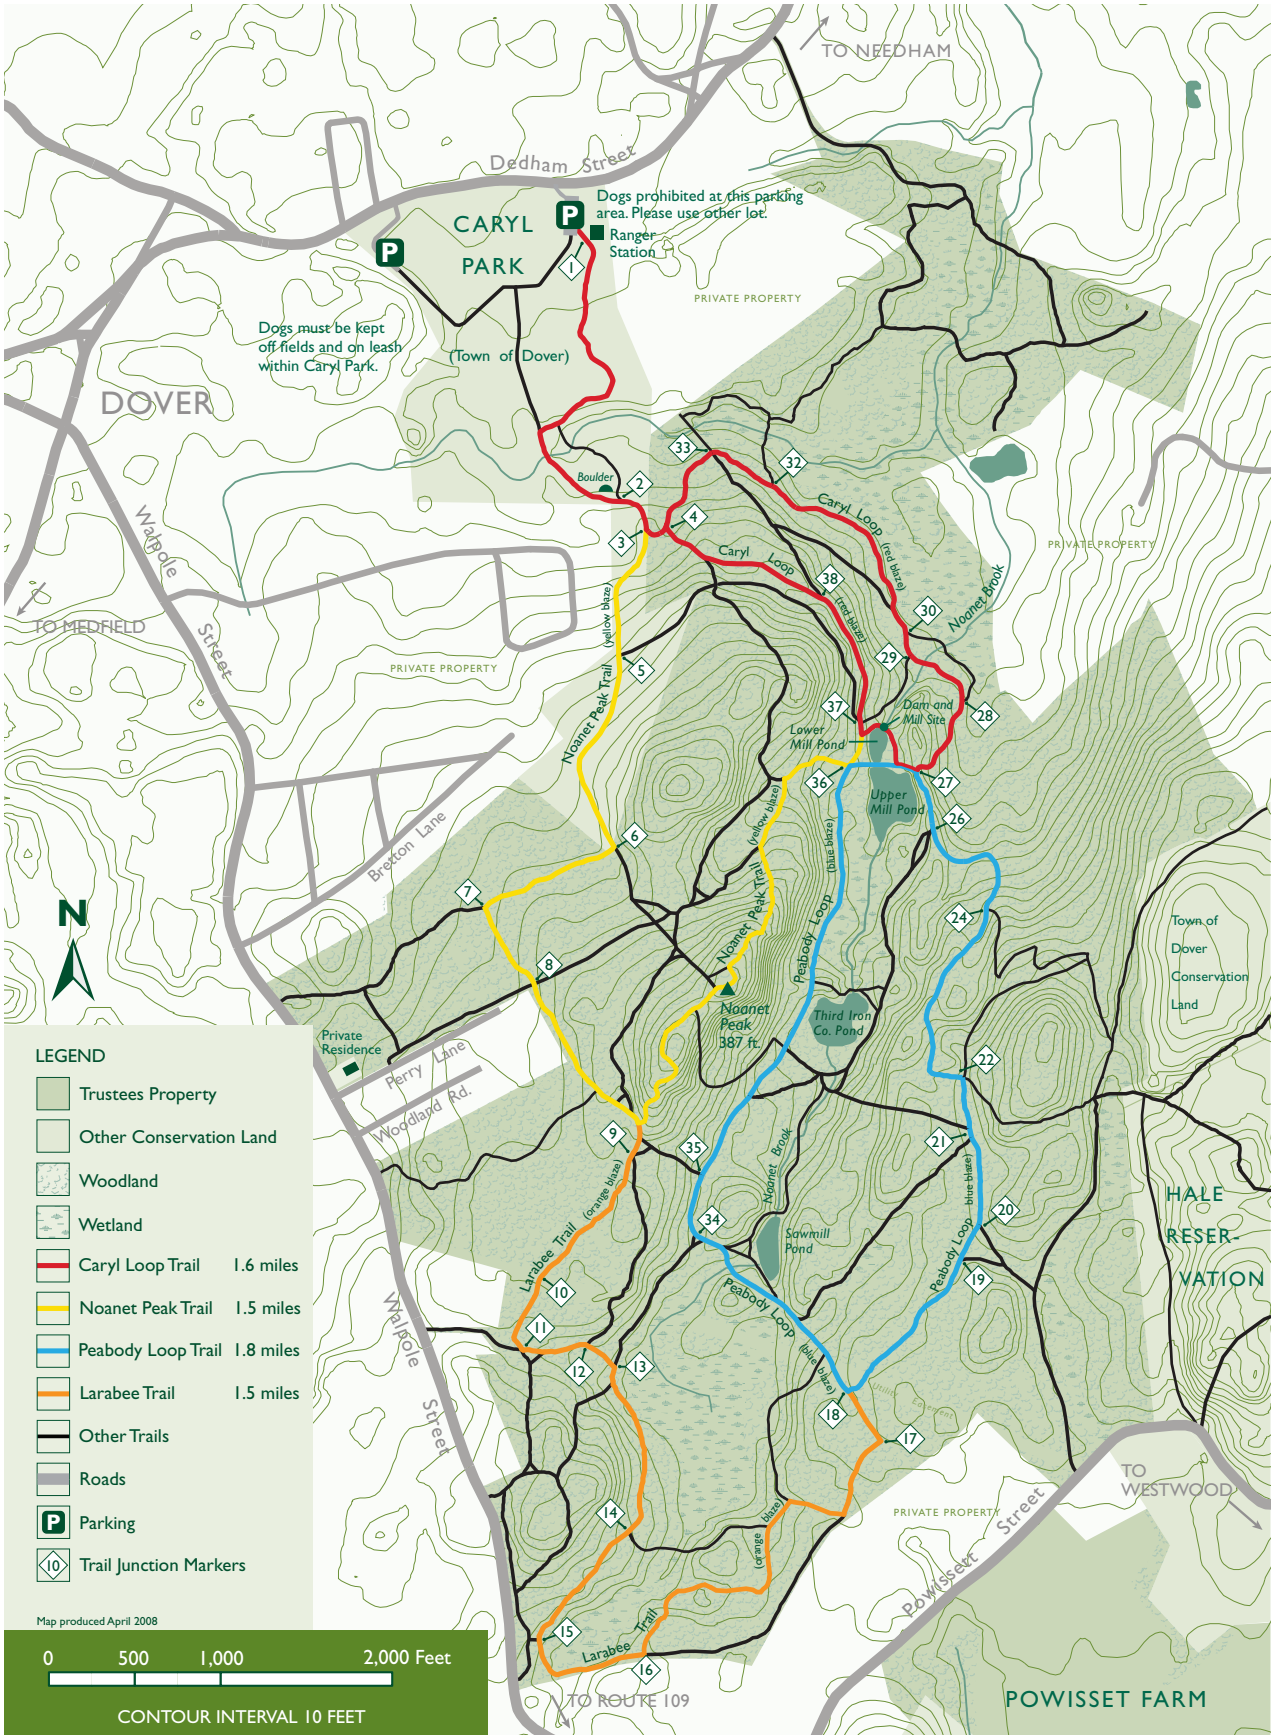 TO NEEDHAM
Dedham Street
Dogs prohibited at this parking
area. Please use other lot.
P
CARYL
PARK
Ranger
Station
P
1
PRIVATE PROPERTY
Dogs must be kept
off fields and on leash
within Caryl Park.
(Town of Dover)
DOVER
33
32
Boulder
2
Caryl Loop
(red blaze)
4
3
Walpole
Street
Caryl Loop
(red blaze)
PRIVATE PROPERTY
38
Noanet Brook
(yellow blaze)
30
TO MEDFIELD
29
PRIVATE PROPERTY
5
Noanet Peak Trail
37
Dam and
Mill Site
28
Lower
Mill Pond
36
27
Upper
Mill Pond
26
(yellow blaze)
(blue blaze)
6
Bretton Lane
7
Noanet Peak Trail
Peabody Loop
24
Town of
Dover
Conservation
Land
N
8
Noanet
Peak
387 ft.
Third Iron
Co. Pond
Private
Residence
Perry Lane
Woodland Rd.
22
9
35
Noanet Brook
21
(orange blaze)
Larabee Trail
blue blaze)
Peabody Loop
HALE
RESER-
VATION
34
20
Sawmill
Pond
19
10
Peabody Loop
(blue blaze)
11
12
13
Walpole
Street
18
Utility
Easement
17
TO
WESTWOOD
14
(orange blaze)
PRIVATE PROPERTY
Powissett Street
15
Larabee Trail
16
TO ROUTE 109
POWISSET FARM
LEGEND
Trustees Property
Other Conservation Land
Woodland
Wetland
Caryl Loop Trail 1.6 miles
Noanet Peak Trail 1.5 miles
Peabody Loop Trail 1.8 miles
Larabee Trail 1.5 miles
Other Trails
Roads
P Parking
10 Trail Junction Markers
Map produced April 2008
0 500 1,000 2,000 Feet
CONTOUR INTERVAL 10 FEET